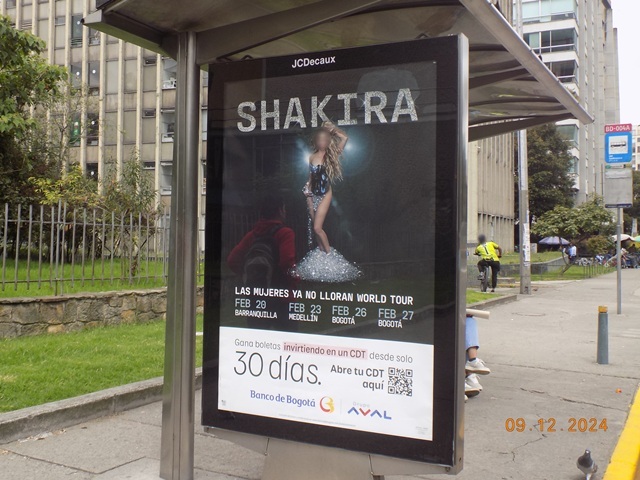 JCDecaux
SHAKIRA
LAS MUJERES YA NO LLORAN WORLD TOUR
FEB 20 FEB 23 FEB 26 FEB 27
BARRANQUILLA MEDELLÍN BOGOTÁ BOGOTÁ
Gana boletas invirtiendo en un CDT desde solo
30 días.
Abre tu CDT
aquí
Banco de Bogotá
Grupo
AVAL
BD-004A
09.12.2024